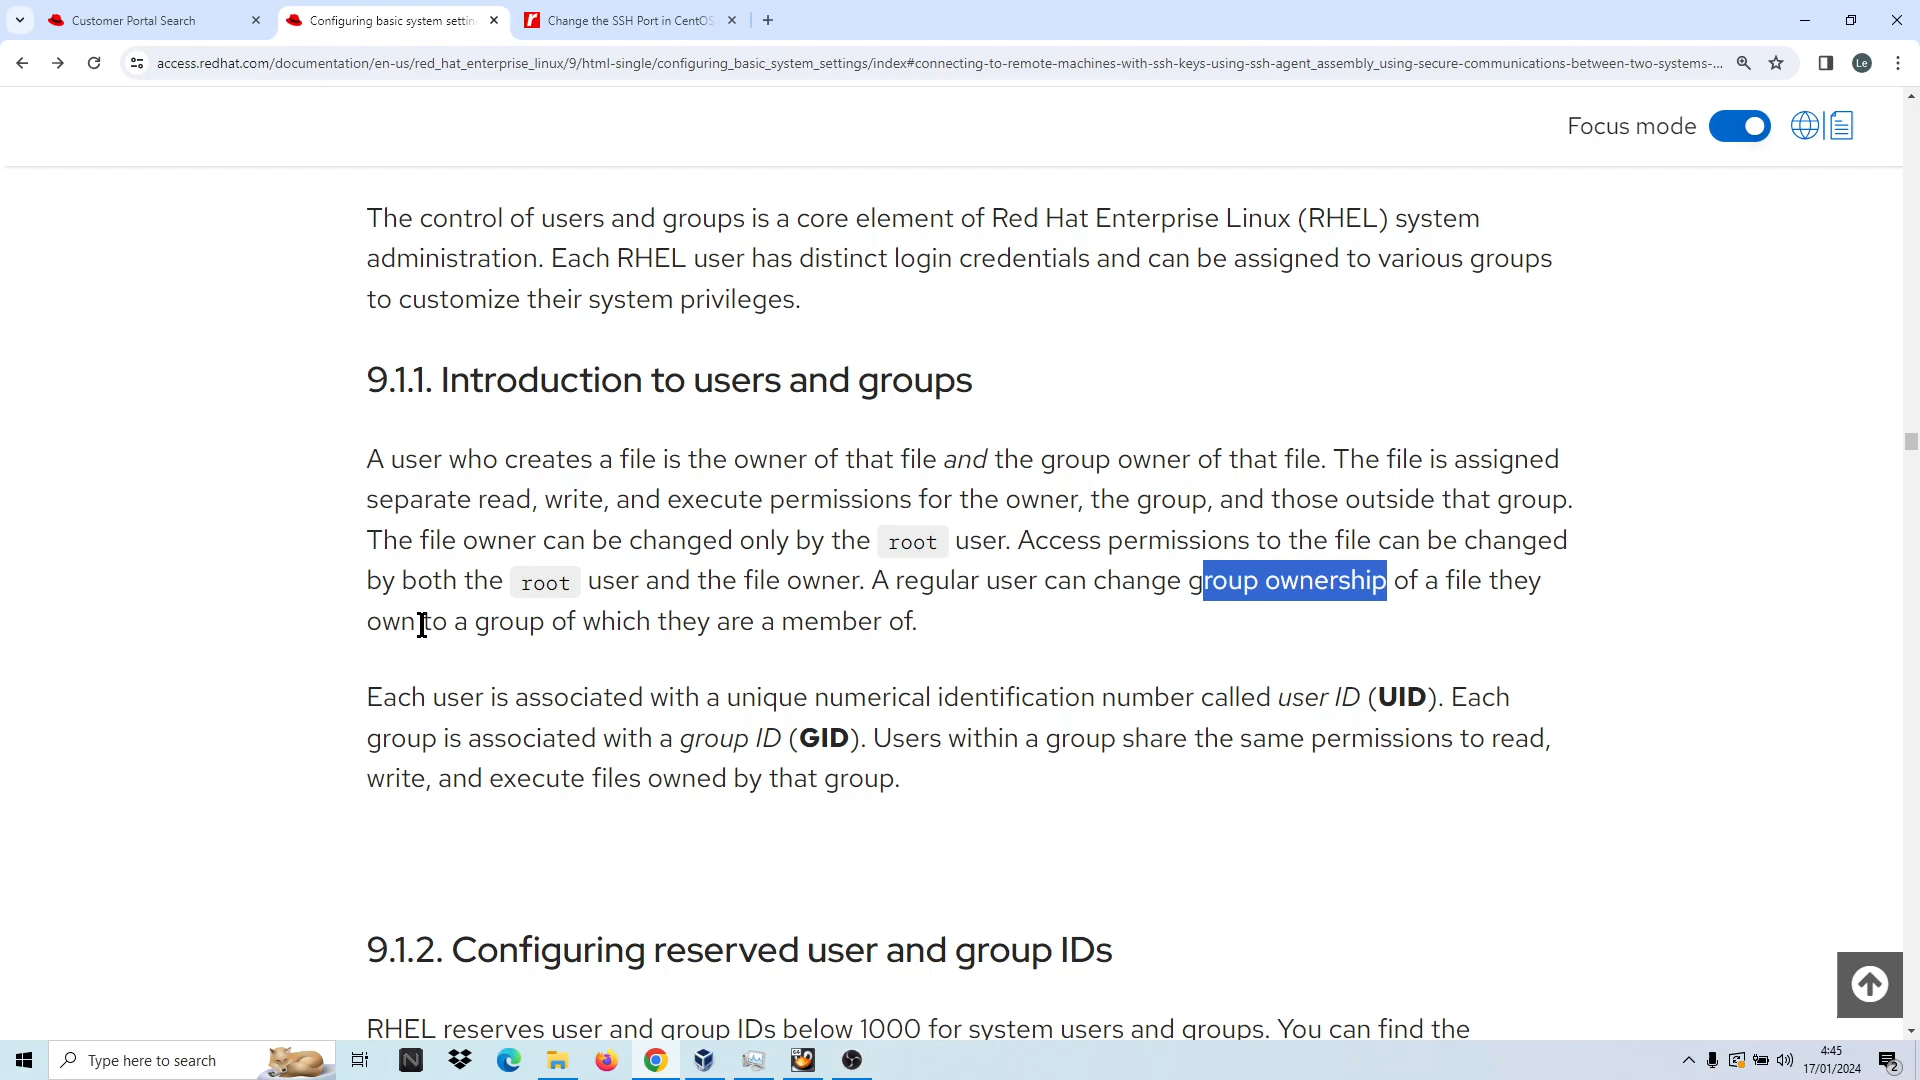 Customer Portal Search
Configuring basic system settin
Change the SSH Port in CentOS
access.redhat.com/documentation/en-us/red_hat_enterprise_linux/9/html-single/configuring_basic_system_settings/index#connecting-to-remote-machines-with-ssh-keys-using-ssh-agent_assembly_using-secure-communications-between-two-systems-...
Le
Focus mode
The control of users and groups is a core element of Red Hat Enterprise Linux (RHEL) system
administration. Each RHEL user has distinct login credentials and can be assigned to various groups
to customize their system privileges.
9.1.1. Introduction to users and groups
A user who creates a file is the owner of that file and the group owner of that file. The file is assigned
separate read, write, and execute permissions for the owner, the group, and those outside that group.
The file owner can be changed only by the root user. Access permissions to the file can be changed
by both the root user and the file owner. A regular user can change group ownership of a file they
own to a group of which they are a member of.
Each user is associated with a unique numerical identification number called user ID (UID). Each
group is associated with a group ID (GID). Users within a group share the same permissions to read,
write, and execute files owned by that group.
9.1.2. Configuring reserved user and group IDs
RHEL reserves user and group IDs below 1000 for system users and groups. You can find the
Type here to search
4:45
17/01/2024
2